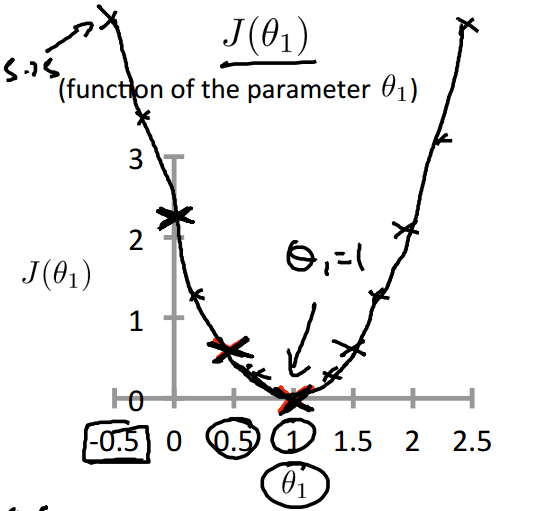 J(θ₁)
5.25
(function of the parameter θ₁)
3
2
θ₁=1
J(θ₁)
1
0
-0.5 0 0.5 1 1.5 2 2.5
θ₁